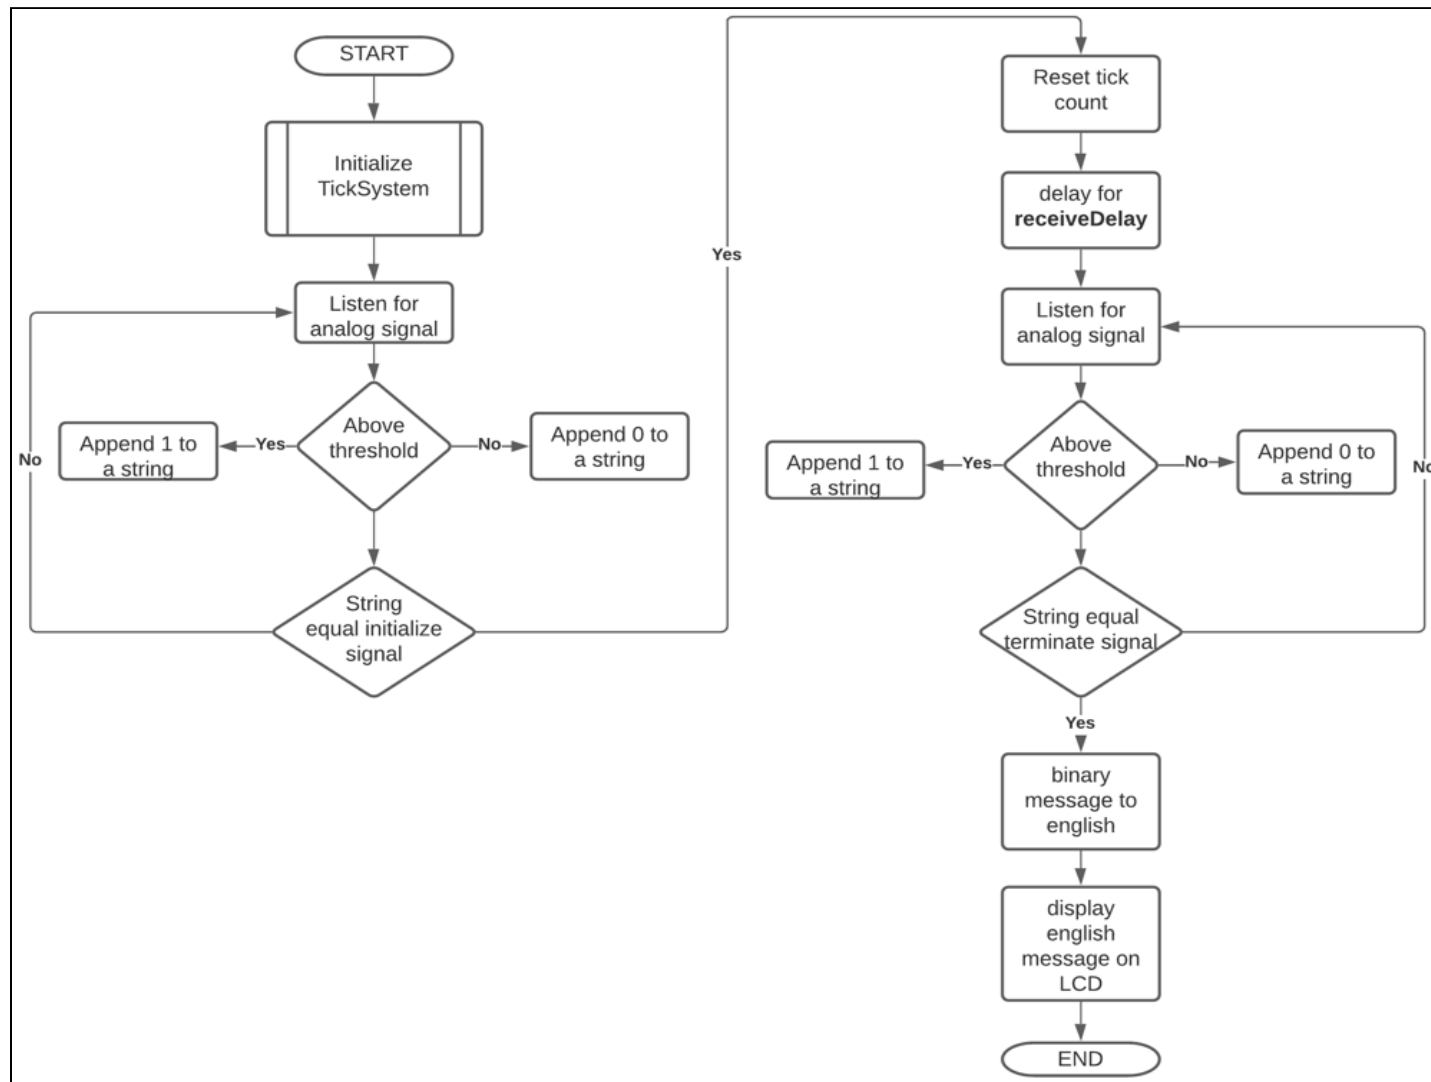 START
Initialize
TickSystem
Listen for
analog signal
Above
threshold
Yes
No
Append 1 to
a string
Append 0 to
a string
String
equal initialize
signal
No
Yes
Reset tick
count
delay for
receiveDelay
Listen for
analog signal
Above
threshold
Yes
No
Append 1 to
a string
Append 0 to
a string
String equal
terminate signal
No
Yes
binary
message to
english
display
english
message on
LCD
END